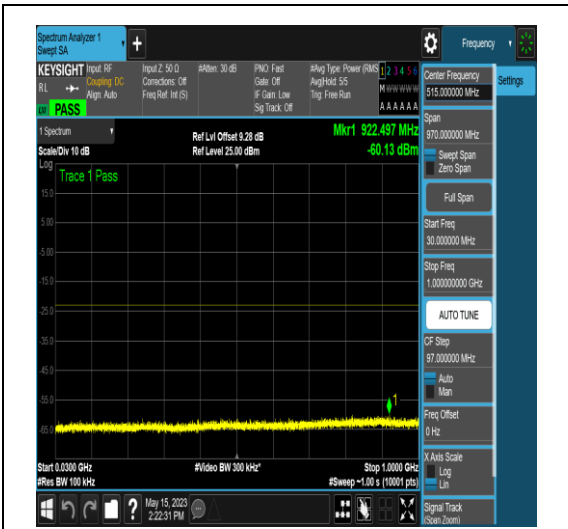 Spectrum Analyzer 1
Swept SA
Frequency
KEYSIGHT
RL
PASS
Input: RF
Coupling: DC
Align: Auto
Input Z: 50 Ω
Corrections: Off
Freq Ref: Int (S)
#Atten: 30 dB
PNO: Fast
Gate: Off
IF Gain: Low
Sig Track: Off
#Avg Type: Power (RMS
Avg|Hold: 5/5
Trig: Free Run
1 2 3 4 5 6
M W W W W W
A A A A A A
1 Spectrum
Scale/Div 10 dB
Ref Lvl Offset 9.28 dB
Ref Level 25.00 dBm
Mkr1 922.497 MHz
-60.13 dBm
Log
Trace 1 Pass
15.0
5.00
-5.00
-15.0
-25.0
-35.0
-45.0
-55.0
-65.0
1
Start 0.0300 GHz
#Res BW 100 kHz
#Video BW 300 kHz*
Stop 1.0000 GHz
#Sweep ~1.00 s (10001 pts)
?
May 15, 2023
2:22:31 PM
Center Frequency
515.000000 MHz
Settings
Span
970.000000 MHz
Swept Span
Zero Span
Full Span
Start Freq
30.000000 MHz
Stop Freq
1.000000000 GHz
AUTO TUNE
CF Step
97.000000 MHz
Auto
Man
Freq Offset
0 Hz
X Axis Scale
Log
Lin
Signal Track
(Span Zoom)